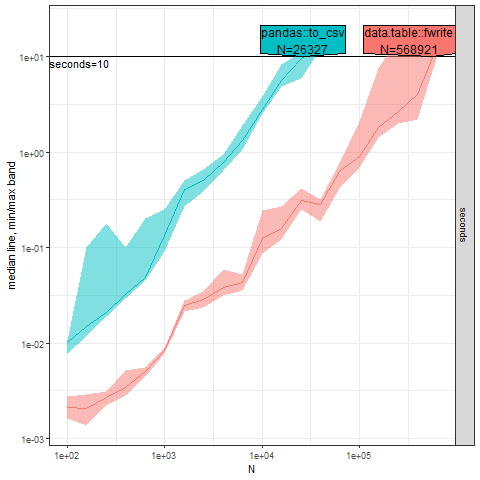 pandas::to_csv
N=26327
data.table::fwrite
N=568921
seconds=10
1e+01
1e+00
1e-01
1e-02
1e-03
median line, min/max band
seconds
1e+02
1e+03
1e+04
1e+05
N